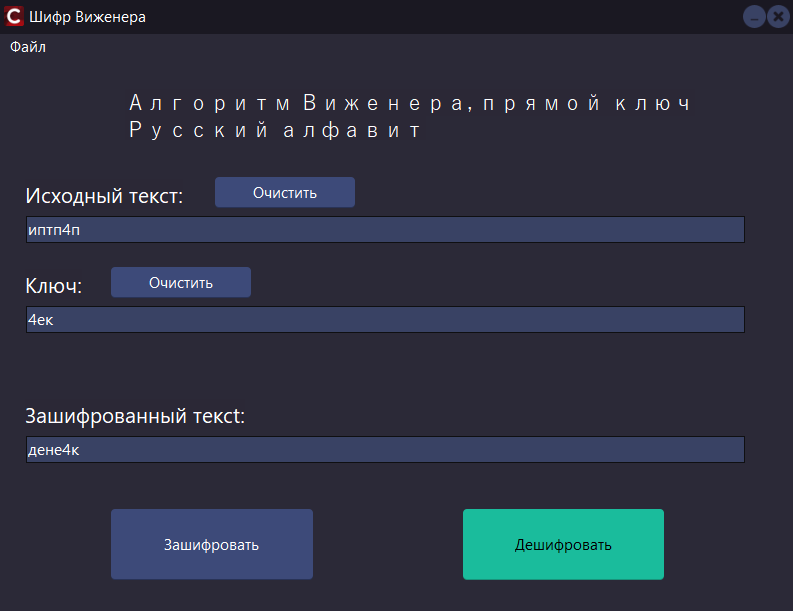 Шифр Виженера
Файл
Алгоритм Виженера, прямой ключ
Русский алфавит
Исходный текст:
Очистить
иптп4п
Ключ:
Очистить
4ек
Зашифрованный текст:
дене4к
Зашифровать
Дешифровать